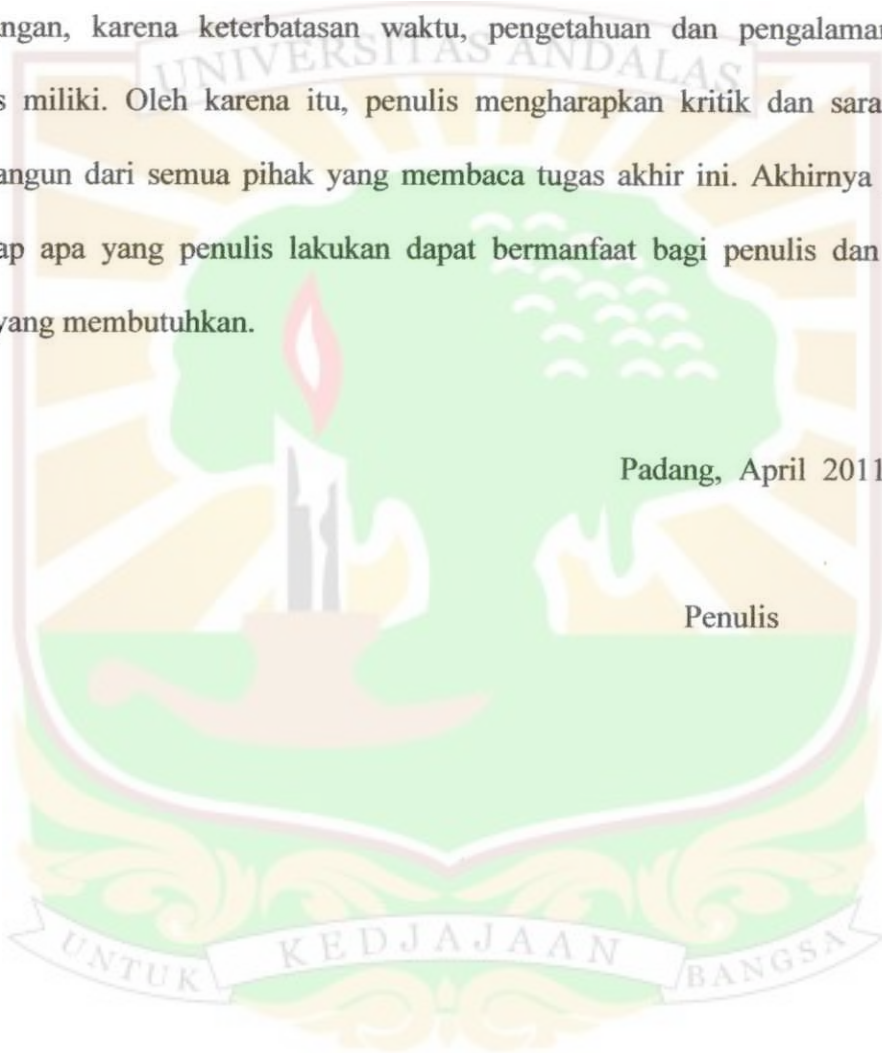 ngan, karena keterbatasan waktu, pengetahuan dan pengalaman
UNIVERSITAS ANDALAS
s miliki. Oleh karena itu, penulis mengharapkan kritik dan sara
angun dari semua pihak yang membaca tugas akhir ini. Akhirnya
ap apa yang penulis lakukan dapat bermanfaat bagi penulis dan
yang membutuhkan.
Padang, April 2011
Penulis
UNTUK KEDJAJAAN BANGSA